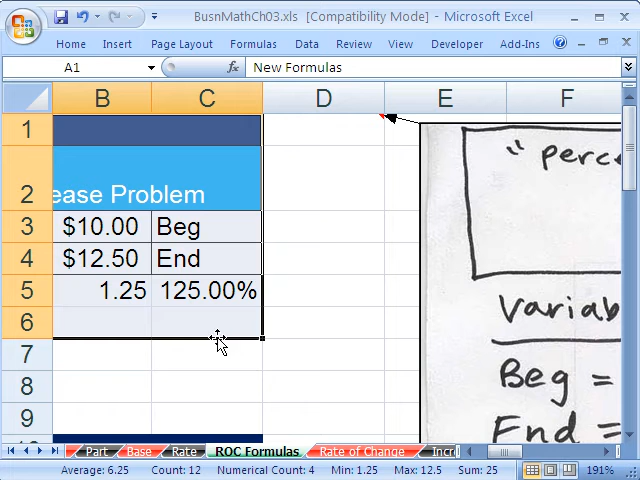 BusnMathCh03.xls [Compatibility Mode] - Microsoft Excel
Home Insert Page Layout Formulas Data Review View Developer Add-Ins
A1 fx New Formulas
B C D E F
1
2 ease Problem
3 $10.00 Beg
4 $12.50 End
5 1.25 125.00%
6
7
8
9
" perce
Variab
Beg =
End =
Part Base Rate ROC Formulas Rate of Change Incr
Average: 6.25 Count: 12 Numerical Count: 4 Min: 1.25 Max: 12.5 Sum: 25 191%